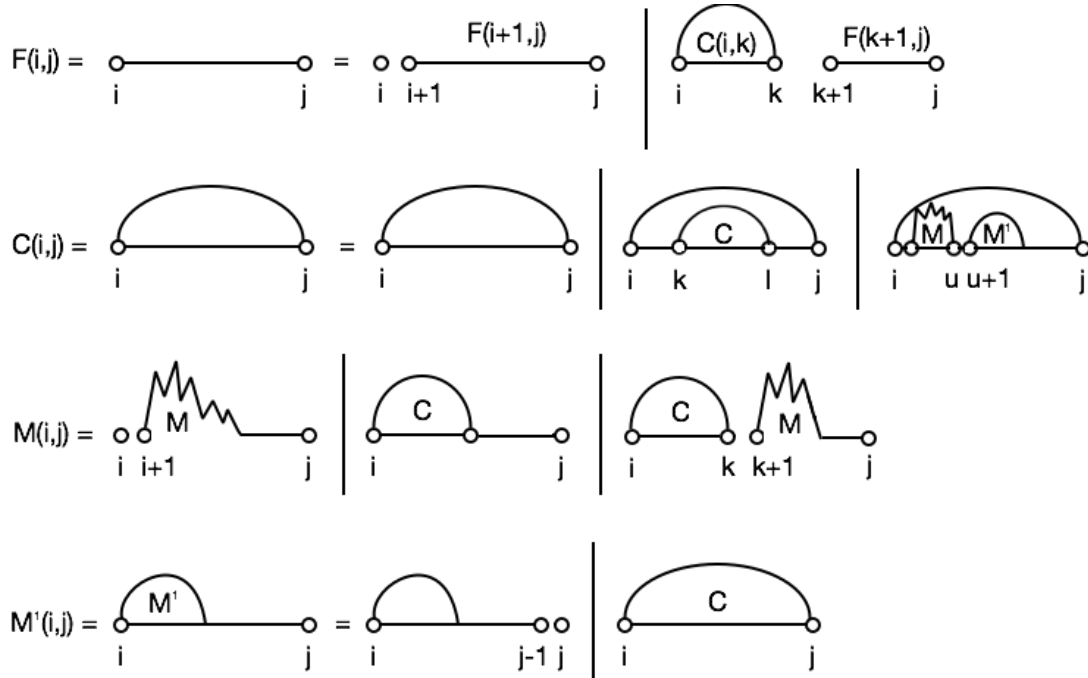 F(i,j) = i j = i F(i+1,j) i+1 j C(i,k) i k F(k+1,j) k+1 j
C(i,j) = i j = i j C i k l j M M¹ i u u+1 j
M(i,j) = M i i+1 j C i j C M i k k+1 j
M¹(i,j) = M¹ i j = i j-1 j C i j